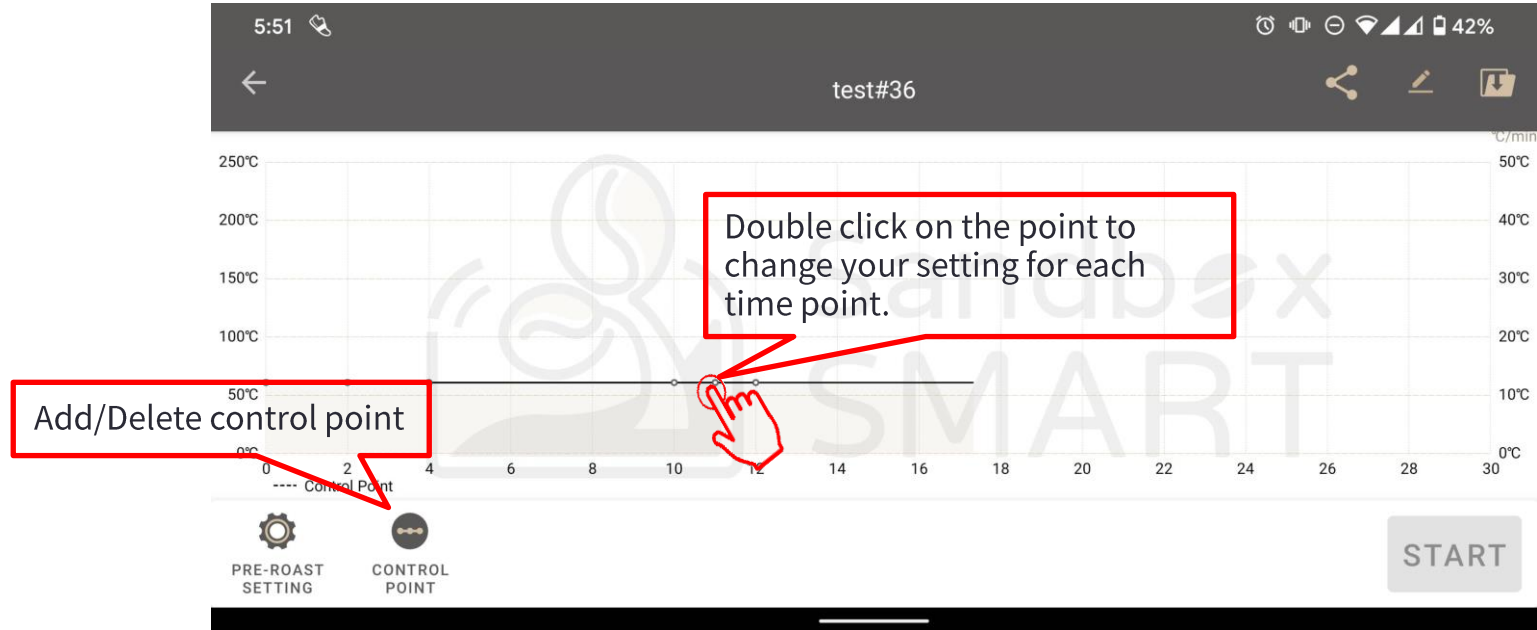 5:51
42%
test#36
℃/min
250℃
50℃
200℃
40℃
150℃
30℃
100℃
20℃
50℃
10℃
0℃
0℃
0 2 4 6 8 10 12 14 16 18 20 22 24 26 28 30
---- Control Point
Sandbox
SMART
Double click on the point to
change your setting for each
time point.
Add/Delete control point
PRE-ROAST
SETTING
CONTROL
POINT
START